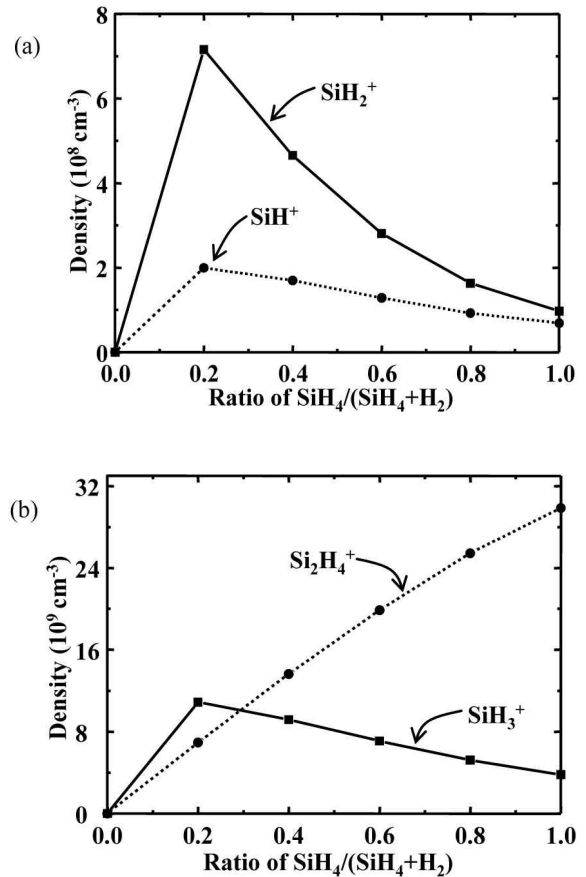 (a)
8
6
4
2
0
Density (10⁸ cm⁻³)
SiH₂⁺
SiH⁺
0.0 0.2 0.4 0.6 0.8 1.0
Ratio of SiH₄/(SiH₄+H₂)
(b)
32
24
16
8
0
Density (10⁹ cm⁻³)
Si₂H₄⁺
SiH₃⁺
0.0 0.2 0.4 0.6 0.8 1.0
Ratio of SiH₄/(SiH₄+H₂)